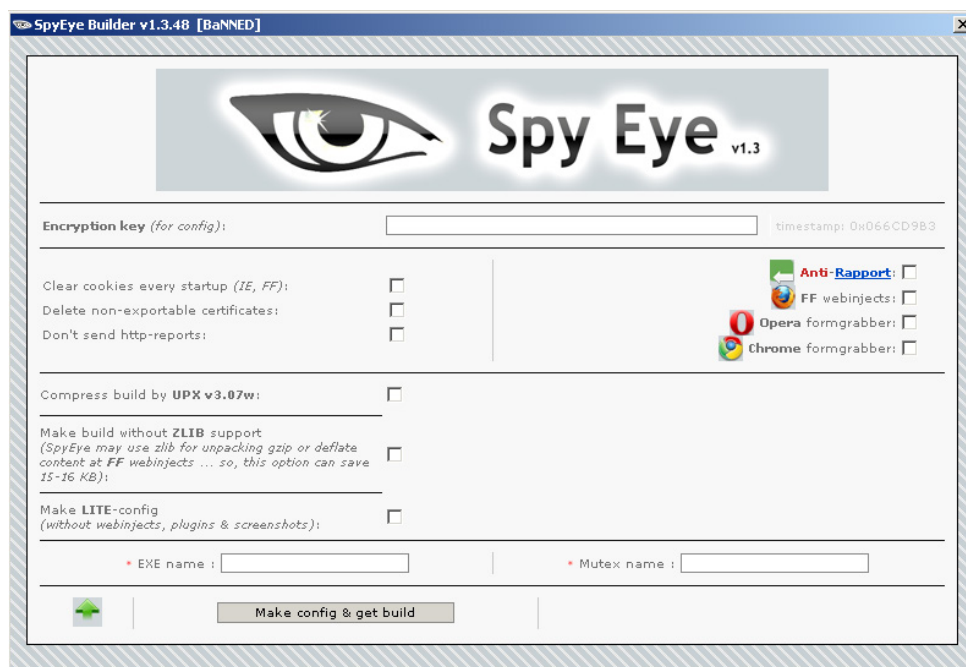 SpyEye Builder v1.3.48 [BaNNED]
Spy Eye v1.3
Encryption key (for config):
timestamp: 0x066CD9B3
Clear cookies every startup (IE, FF):
Delete non-exportable certificates:
Don't send http-reports:
Anti-Rapport:
FF webinjects:
Opera formgrabber:
Chrome formgrabber:
Compress build by UPX v3.07w:
Make build without ZLIB support
(SpyEye may use zlib for unpacking gzip or deflate
content at FF webinjects ... so, this option can save
15-16 KB):
Make LITE-config
(without webinjects, plugins & screenshots):
* EXE name :
* Mutex name :
Make config & get build